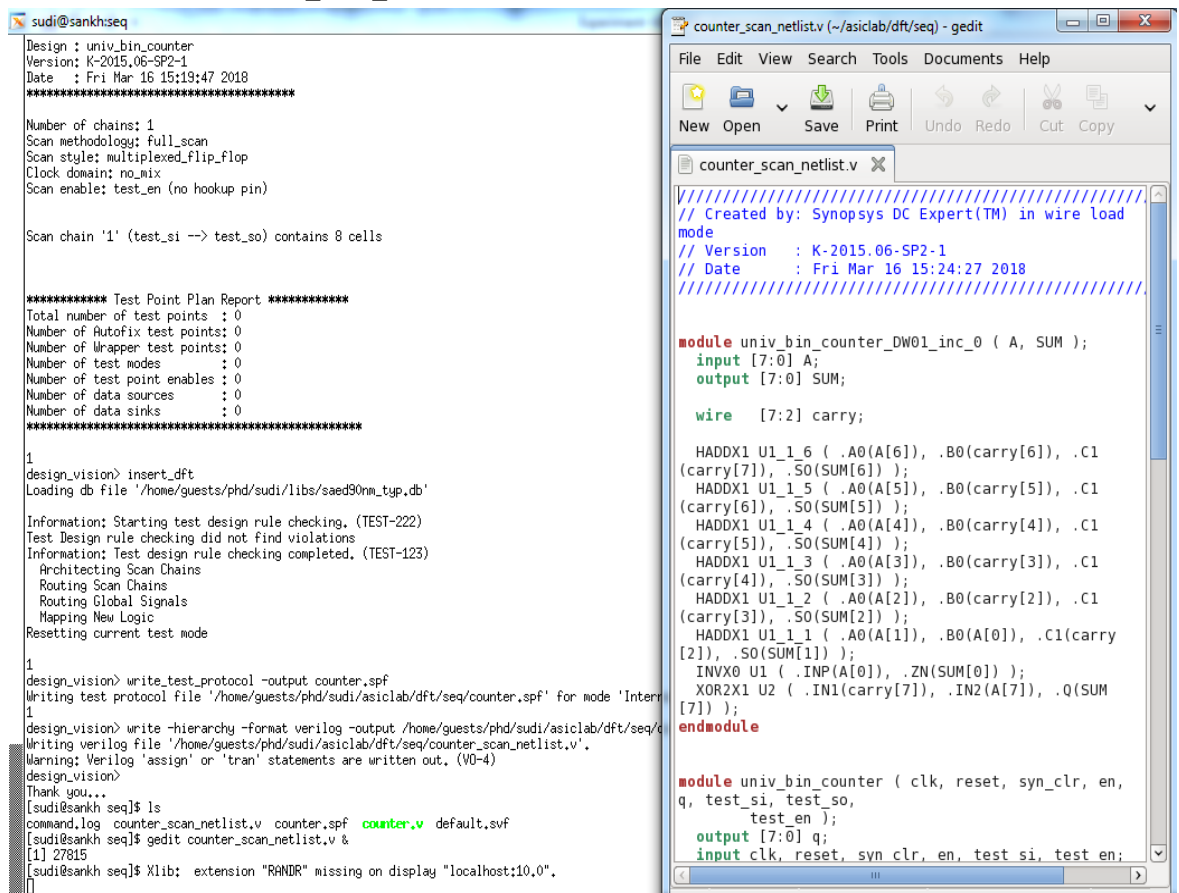 sudi@sankh:seq
Design : univ_bin_counter
Version: K-2015.06-SP2-1
Date   : Fri Mar 16 15:19:47 2018
****************************************
Number of chains: 1
Scan methodology: full_scan
Scan style: multiplexed_flip_flop
Clock domain: no_mix
Scan enable: test_en (no hookup pin)
Scan chain '1' (test_si --> test_so) contains 8 cells
************ Test Point Plan Report ************
Total number of test points  : 0
Number of Autofix test points: 0
Number of Wrapper test points: 0
Number of test modes         : 0
Number of test point enables : 0
Number of data sources       : 0
Number of data sinks         : 0
**************************************************
1
design_vision> insert_dft
Loading db file '/home/guests/phd/sudi/libs/saed90nm_typ.db'
Information: Starting test design rule checking. (TEST-222)
Test Design rule checking did not find violations
Information: Test design rule checking completed. (TEST-123)
  Architecting Scan Chains
  Routing Scan Chains
  Routing Global Signals
  Mapping New Logic
Resetting current test mode
1
design_vision> write_test_protocol -output counter.spf
Writing test protocol file '/home/guests/phd/sudi/asiclab/dft/seq/counter.spf' for mode 'Intern
1
design_vision> write -hierarchy -format verilog -output /home/guests/phd/sudi/asiclab/dft/seq/c
Writing verilog file '/home/guests/phd/sudi/asiclab/dft/seq/counter_scan_netlist.v'.
Warning: Verilog 'assign' or 'tran' statements are written out. (VO-4)
design_vision>
Thank you...
[sudi@sankh seq]$ ls
command.log  counter_scan_netlist.v  counter.spf  counter.v  default.svf
[sudi@sankh seq]$ gedit counter_scan_netlist.v &
[1] 27815
[sudi@sankh seq]$ Xlib:  extension "RANDR" missing on display "localhost:10.0".
counter_scan_netlist.v (~/asiclab/dft/seq) - gedit
File Edit View Search Tools Documents Help
New Open Save Print Undo Redo Cut Copy
counter_scan_netlist.v
/////////////////////////////////////////////////////
// Created by: Synopsys DC Expert(TM) in wire load
mode
// Version   : K-2015.06-SP2-1
// Date      : Fri Mar 16 15:24:27 2018
/////////////////////////////////////////////////////
module univ_bin_counter_DW01_inc_0 ( A, SUM );
  input [7:0] A;
  output [7:0] SUM;
  wire   [7:2] carry;
  HADDX1 U1_1_6 ( .A0(A[6]), .B0(carry[6]), .C1
(carry[7]), .SO(SUM[6]) );
  HADDX1 U1_1_5 ( .A0(A[5]), .B0(carry[5]), .C1
(carry[6]), .SO(SUM[5]) );
  HADDX1 U1_1_4 ( .A0(A[4]), .B0(carry[4]), .C1
(carry[5]), .SO(SUM[4]) );
  HADDX1 U1_1_3 ( .A0(A[3]), .B0(carry[3]), .C1
(carry[4]), .SO(SUM[3]) );
  HADDX1 U1_1_2 ( .A0(A[2]), .B0(carry[2]), .C1
(carry[3]), .SO(SUM[2]) );
  HADDX1 U1_1_1 ( .A0(A[1]), .B0(A[0]), .C1(carry
[2]), .SO(SUM[1]) );
  INVX0 U1 ( .INP(A[0]), .ZN(SUM[0]) );
  XOR2X1 U2 ( .IN1(carry[7]), .IN2(A[7]), .Q(SUM
[7]) );
endmodule
module univ_bin_counter ( clk, reset, syn_clr, en,
q, test_si, test_so,
        test_en );
  output [7:0] q;
  input clk, reset, syn_clr, en, test_si, test_en;